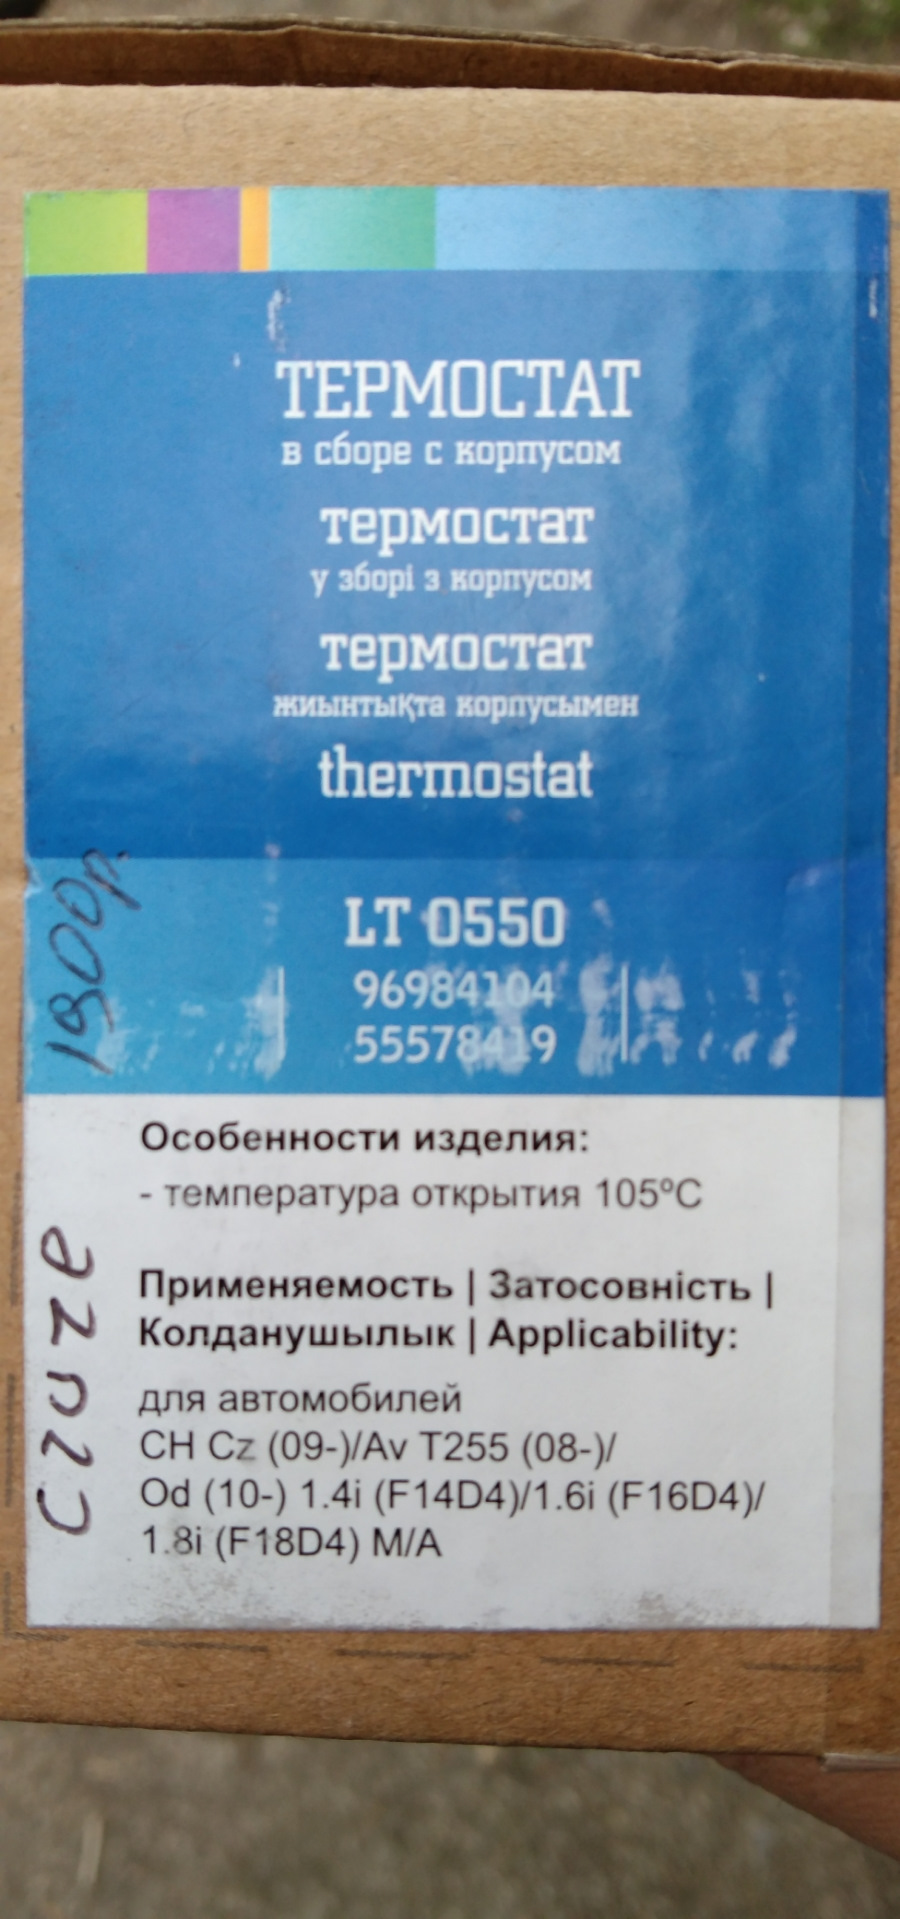 ТЕРМОСТАТ
в сборе с корпусом
термостат
у зборі з корпусом
термостат
жиынтықта корпусымен
thermostat
LT 0550
96984104
55578419
1900р.
Особенности изделия:
- температура открытия 105ºC
Применяемость | Затосовність |
Колданушылык | Applicability:
для автомобилей
CH Cz (09-)/Av T255 (08-)/
Od (10-) 1.4i (F14D4)/1.6i (F16D4)/
1.8i (F18D4) M/A
Cruze